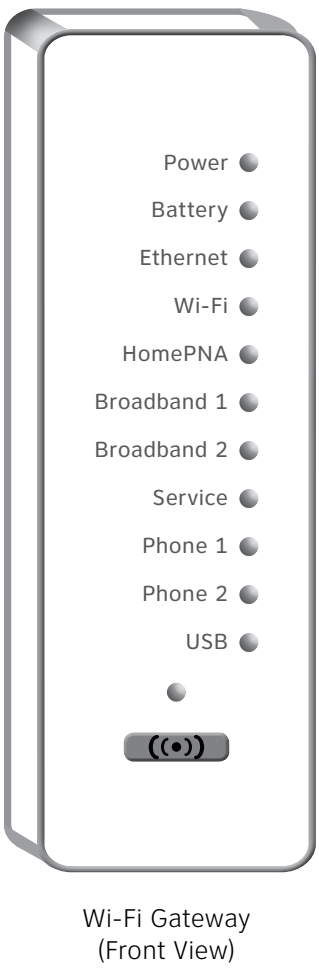 Power
Battery
Ethernet
Wi-Fi
HomePNA
Broadband 1
Broadband 2
Service
Phone 1
Phone 2
USB
Wi-Fi Gateway
(Front View)